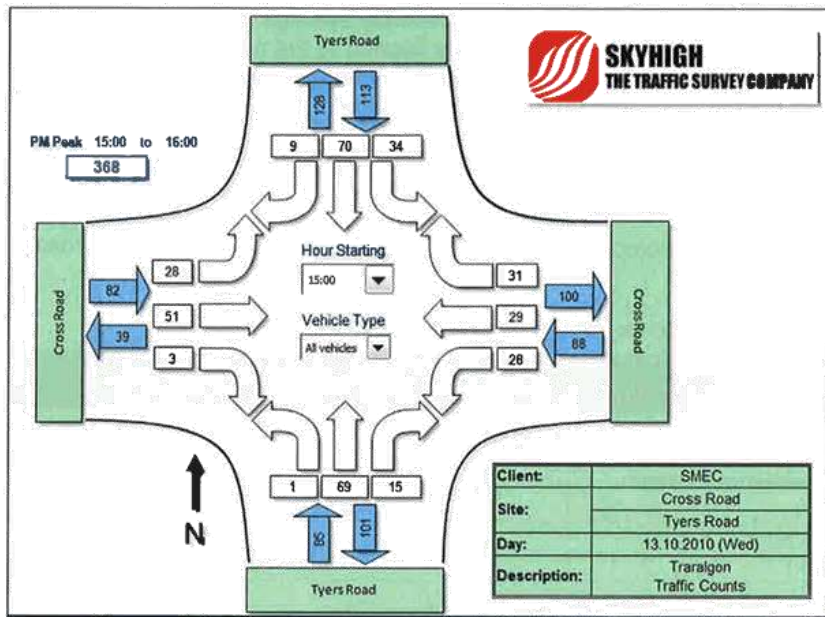 Tyers Road
SKYHIGH
THE TRAFFIC SURVEY COMPANY
128
113
PM Peak 15:00 to 16:00
368
9 70 34
Hour Starting
15:00
Vehicle Type
All vehicles
Cross Road
82
39
28
51
3
31
29
28
100
88
Cross Road
1 69 15
85
101
N
Tyers Road
Client: SMEC
Site: Cross Road
Tyers Road
Day: 13.10.2010 (Wed)
Description: Traralgon
Traffic Counts